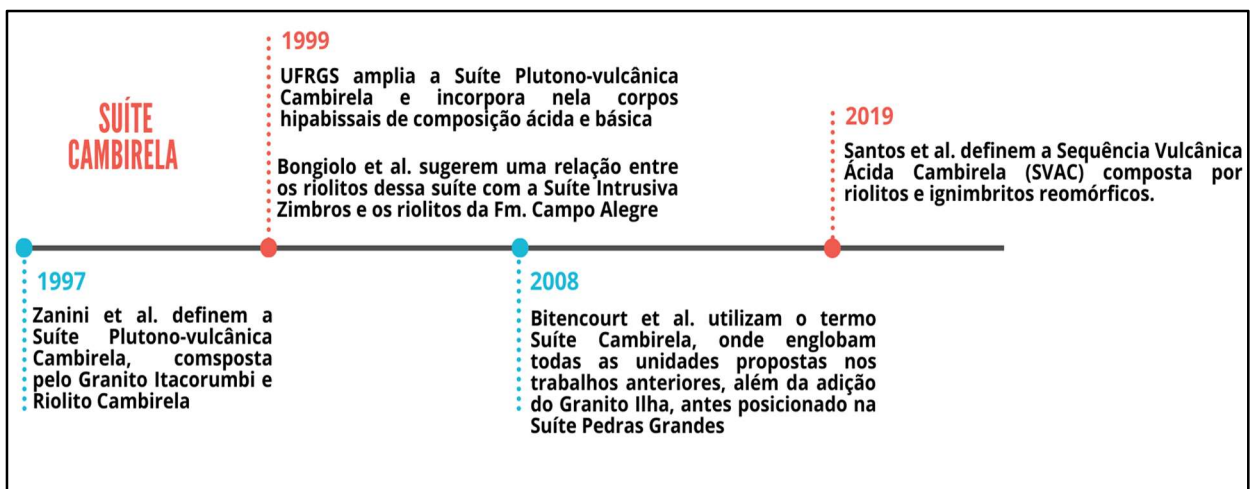 SUÍTE
CAMBIRELA
1999
UFRGS amplia a Suíte Plutono-vulcânica
Cambirela e incorpora nela corpos
hipabissais de composição ácida e básica
Bongiolo et al. sugerem uma relação entre
os riolitos dessa suíte com a Suíte Intrusiva
Zimbros e os riolitos da Fm. Campo Alegre
2019
Santos et al. definem a Sequência Vulcânica
Ácida Cambirela (SVAC) composta por
riolitos e ignimbritos reomórficos.
1997
Zanini et al. definem a
Suíte Plutono-vulcânica
Cambirela, comsposta
pelo Granito Itacorumbi e
Riolito Cambirela
2008
Bitencourt et al. utilizam o termo
Suíte Cambirela, onde englobam
todas as unidades propostas nos
trabalhos anteriores, além da adição
do Granito Ilha, antes posicionado na
Suíte Pedras Grandes